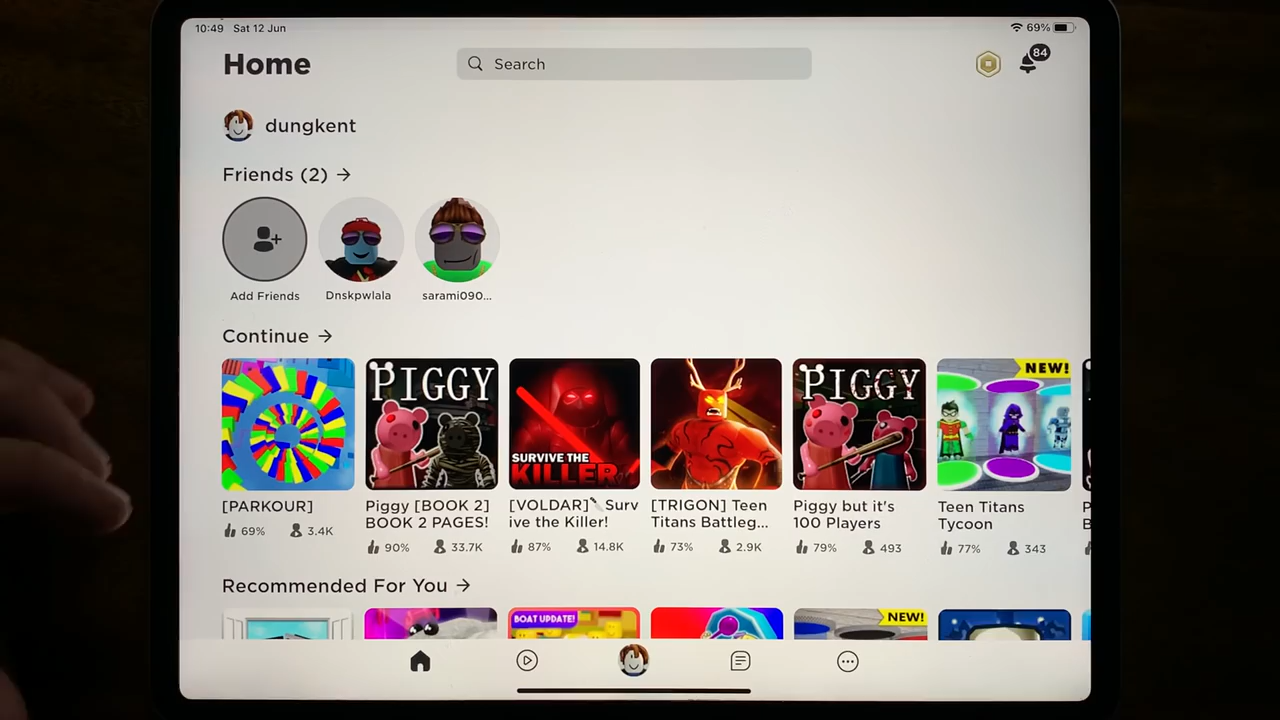 10:49 Sat 12 Jun
69%
Home
Search
84
dungkent
Friends (2) →
Add Friends
Dnskpwlala
sarami090...
Continue →
PIGGY
SURVIVE THE
KILLER
PIGGY
NEW!
[PARKOUR]
69% 3.4K
Piggy [BOOK 2]
BOOK 2 PAGES!
90% 33.7K
[VOLDAR]🔪 Surv
ive the Killer!
87% 14.8K
[TRIGON] Teen
Titans Battleg...
73% 2.9K
Piggy but it's
100 Players
79% 493
Teen Titans
Tycoon
77% 343
P
B
Recommended For You →
BOAT UPDATE!
NEW!